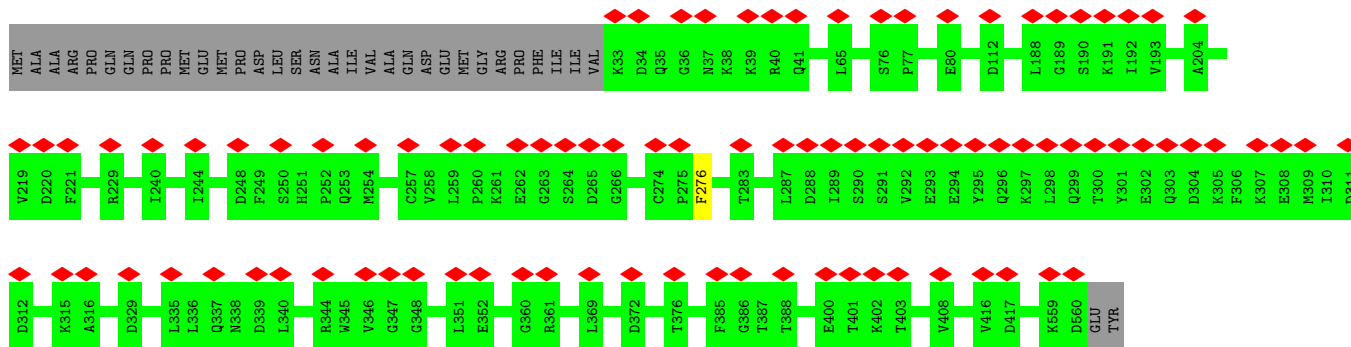 MET ALA ALA ARG PRO GLN GLN PRO PRO MET GLU MET PRO ASP LEU SER ASN ALA ILE VAL ALA GLN ASP GLU MET GLY ARG PRO PHE ILE ILE VAL K33 D34 Q35 G36 N37 K38 K39 R40 Q41 L65 S76 P77 E80 D112 L188 G189 S190 K191 I192 V193 A204
V219 D220 F221 R229 I240 I244 D248 F249 S250 H251 P252 Q253 M254 C257 V258 L259 P260 K261 E262 G263 S264 D265 G266 C274 P275 F276 T283 L287 D288 I289 S290 S291 V292 E293 E294 Y295 Q296 K297 L298 Q299 T300 Y301 E302 Q303 D304 K305 F306 K307 E308 M309 I310 D311
D312 K315 A316 D329 L335 L336 Q337 N338 D339 L340 R344 W345 V346 G347 G348 L351 E352 G360 R361 L369 D372 T376 F385 G386 T387 T388 E400 T401 K402 T403 V408 V416 D417 K559 D560 GLU TYR